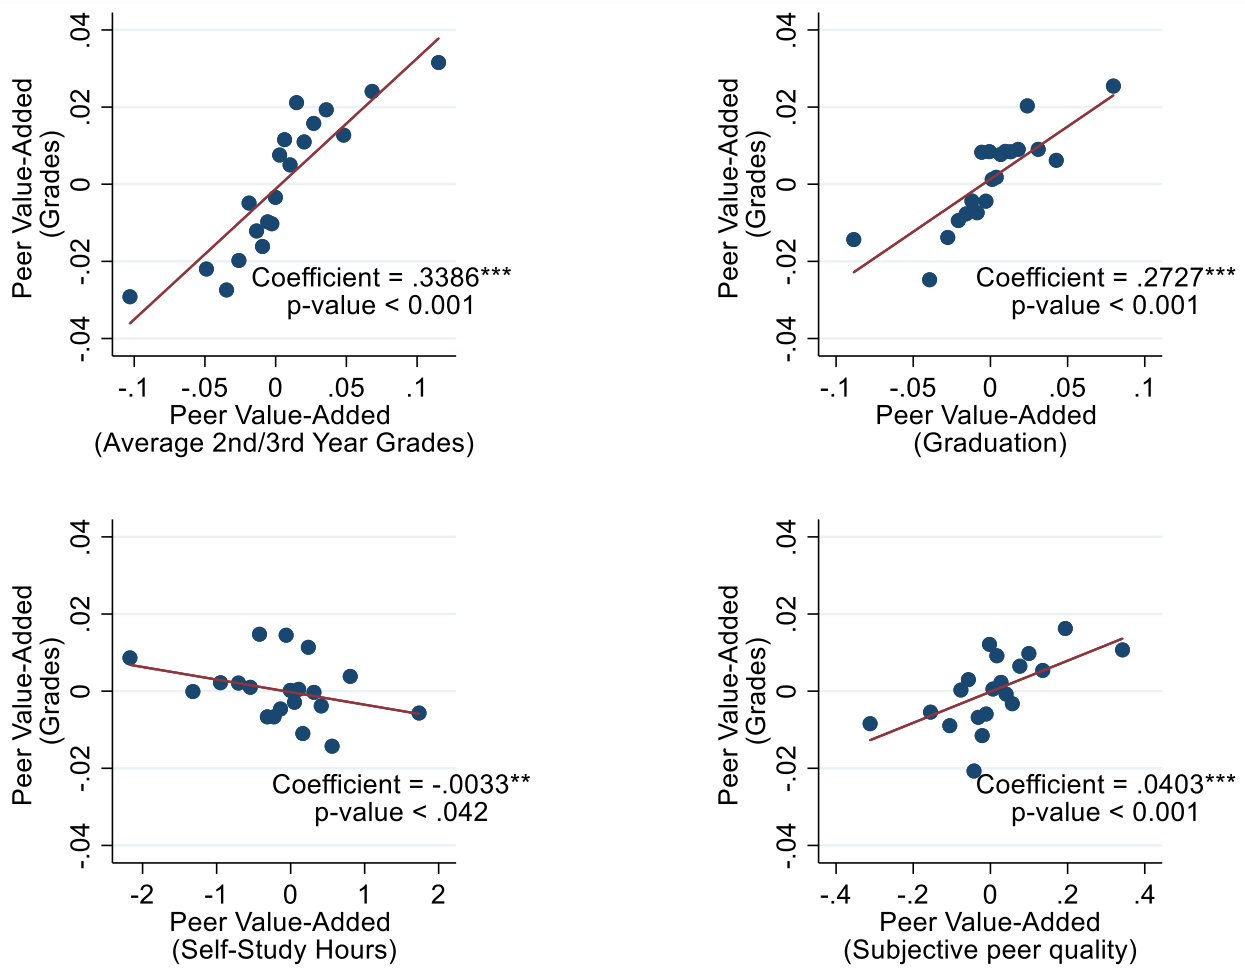 .04
.02
0
-.02
-.04
Peer Value-Added
(Grades)
Coefficient = .3386***
p-value < 0.001
-.1 -.05 0 .05 .1
Peer Value-Added
(Average 2nd/3rd Year Grades)
.04
.02
0
-.02
-.04
Peer Value-Added
(Grades)
Coefficient = .2727***
p-value < 0.001
-.1 -.05 0 .05 .1
Peer Value-Added
(Graduation)
.04
.02
0
-.02
-.04
Peer Value-Added
(Grades)
Coefficient = -.0033**
p-value < .042
-2 -1 0 1 2
Peer Value-Added
(Self-Study Hours)
.04
.02
0
-.02
-.04
Peer Value-Added
(Grades)
Coefficient = .0403***
p-value < 0.001
-.4 -.2 0 .2 .4
Peer Value-Added
(Subjective peer quality)